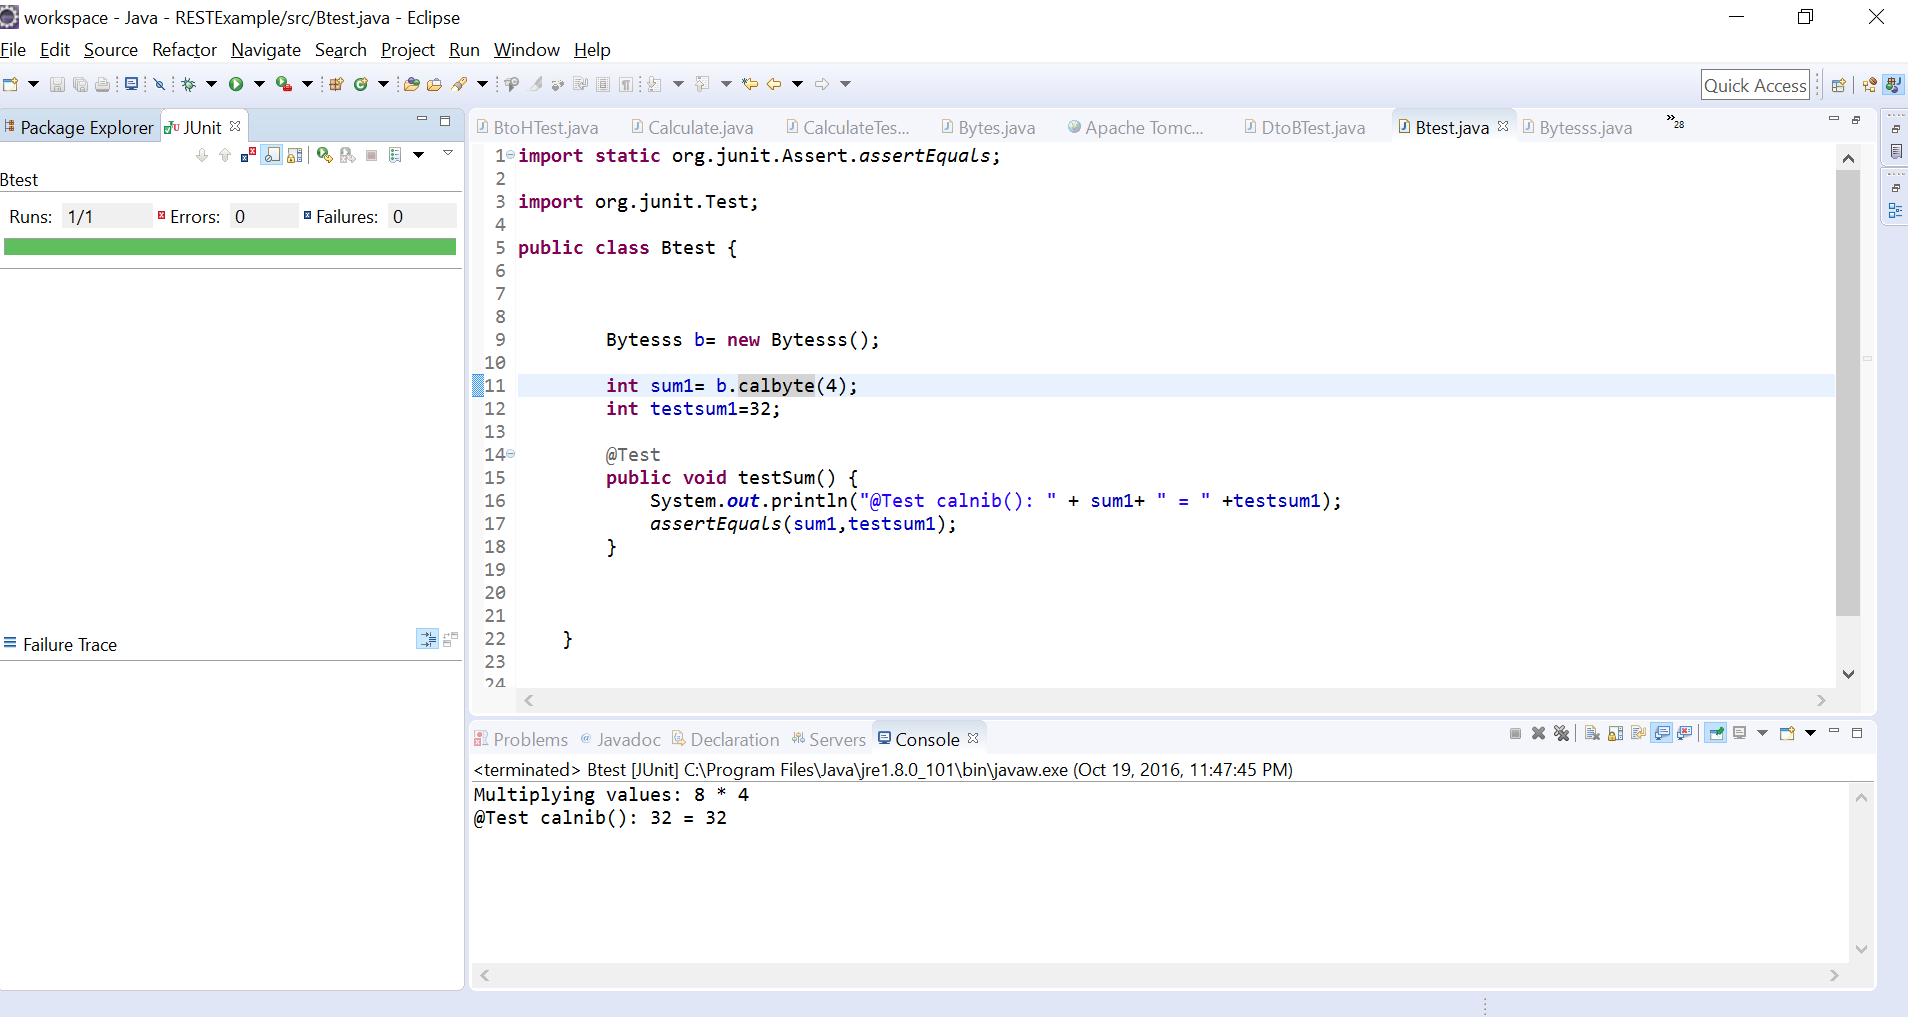 workspace - Java - RESTExample/src/Btest.java - Eclipse
File Edit Source Refactor Navigate Search Project Run Window Help
Quick Access
Package Explorer JUnit
Btest
Runs: 1/1 Errors: 0 Failures: 0
Failure Trace
BtoHTest.java Calculate.java CalculateTes... Bytes.java Apache Tomc... DtoBTest.java Btest.java Bytesss.java »28
1 import static org.junit.Assert.assertEquals;
2
3 import org.junit.Test;
4
5 public class Btest {
6
7
8
9 Bytesss b= new Bytesss();
10
11 int sum1= b.calbyte(4);
12 int testsum1=32;
13
14 @Test
15 public void testSum() {
16 System.out.println("@Test calnib(): " + sum1+ " = " +testsum1);
17 assertEquals(sum1,testsum1);
18 }
19
20
21
22 }
23
24
Problems Javadoc Declaration Servers Console
<terminated> Btest [JUnit] C:\Program Files\Java\jre1.8.0_101\bin\javaw.exe (Oct 19, 2016, 11:47:45 PM)
Multiplying values: 8 * 4
@Test calnib(): 32 = 32